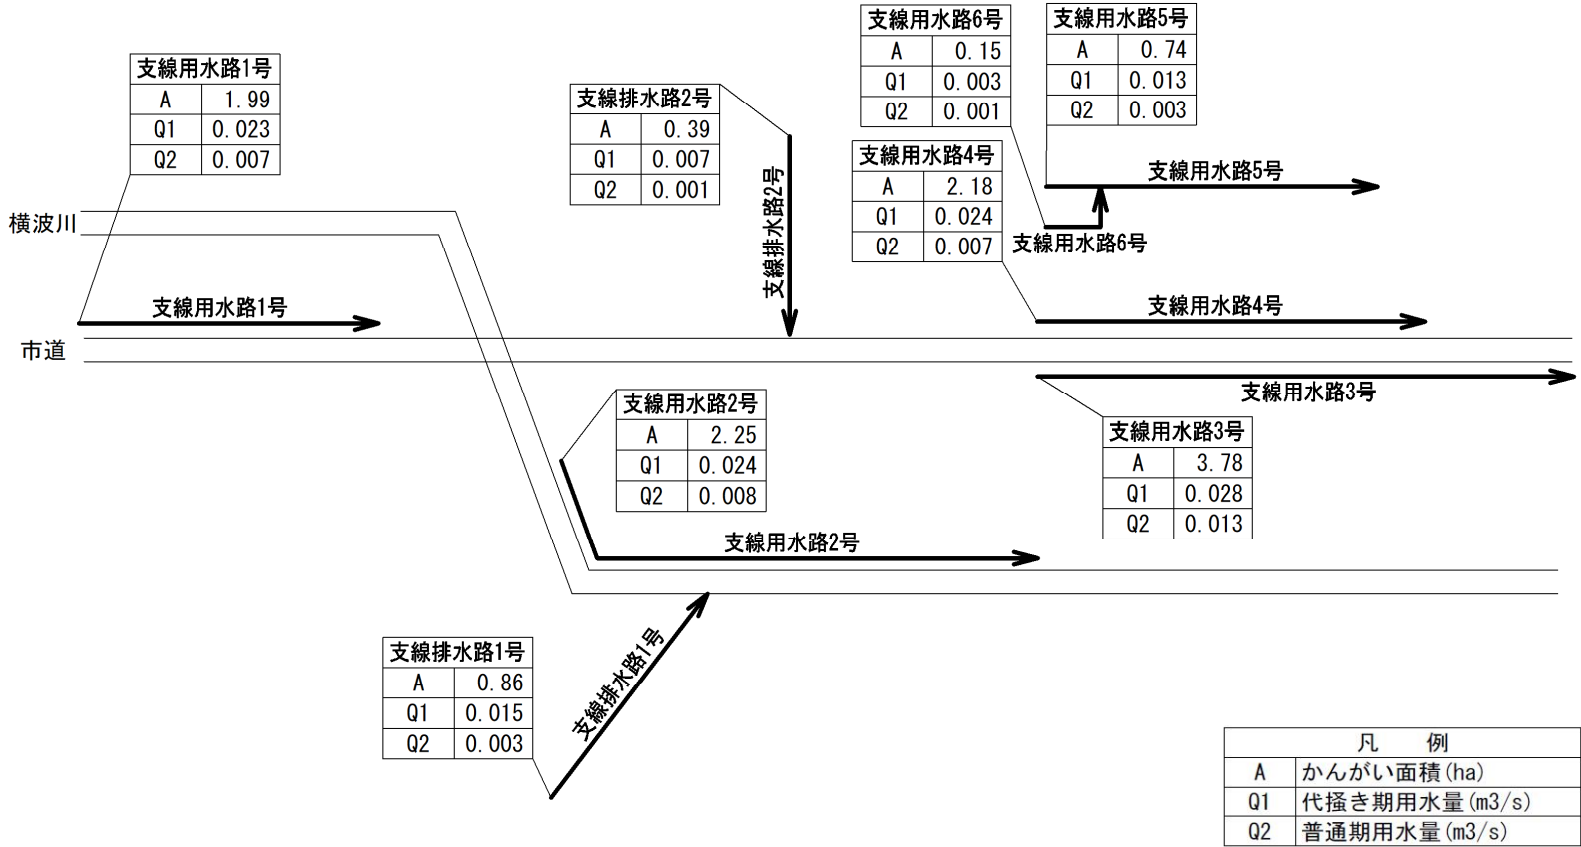 支線用水路6号
A 0.15
Q1 0.003
Q2 0.001
支線用水路5号
A 0.74
Q1 0.013
Q2 0.003
支線用水路1号
A 1.99
Q1 0.023
Q2 0.007
支線排水路2号
A 0.39
Q1 0.007
Q2 0.001
支線用水路4号
A 2.18
Q1 0.024
Q2 0.007
支線用水路5号
支線排水路2号
横波川
支線用水路6号
支線用水路1号
支線用水路4号
市道
支線用水路3号
支線用水路2号
A 2.25
Q1 0.024
Q2 0.008
支線用水路3号
A 3.78
Q1 0.028
Q2 0.013
支線用水路2号
支線排水路1号
A 0.86
Q1 0.015
Q2 0.003
支線排水路1号
凡 例
A かんがい面積(ha)
Q1 代掻き期用水量(m3/s)
Q2 普通期用水量(m3/s)